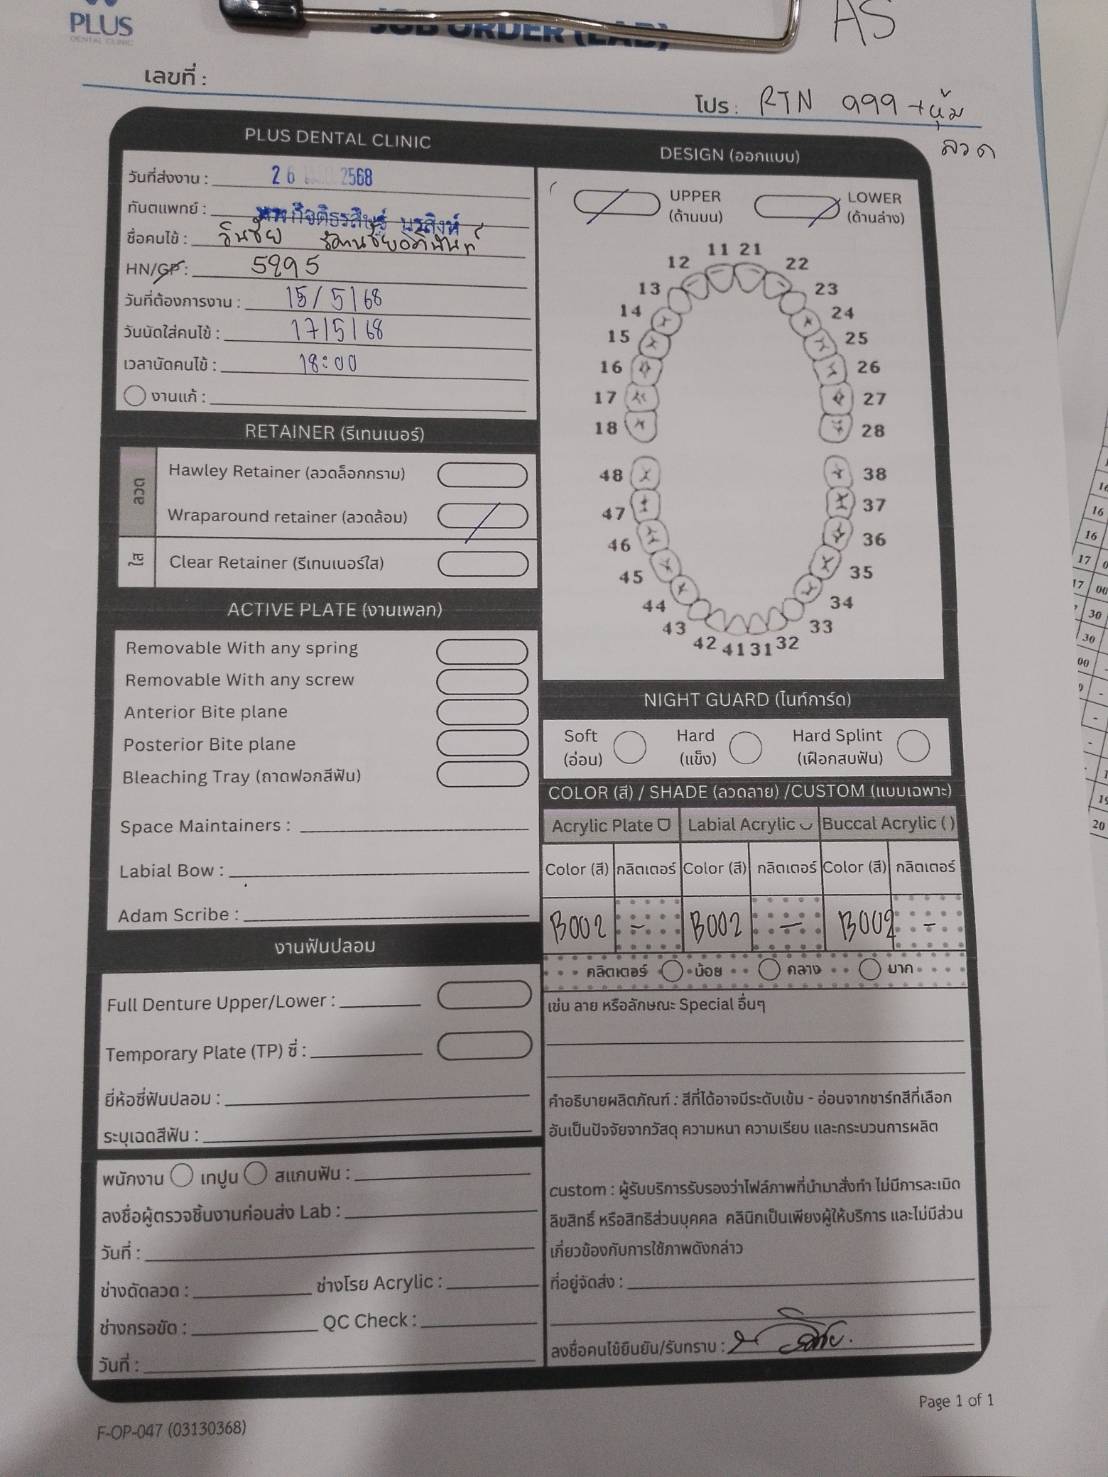 PLUS
DENTAL CLINIC
JOB ORDER (LAB)
AS
เลขที่ :
โปร : RTN 999 + หุ้ม
ลวด
PLUS DENTAL CLINIC
วันที่ส่งงาน : 26 2568
ทันตแพทย์ :
ชื่อคนไข้ :
HN/GP : 5995
วันที่ต้องการงาน : 15/5/68
วันนัดใส่คนไข้ : 17/5/68
เวลานัดคนไข้ : 18:00
งานแก้ :
RETAINER (รีเทนเนอร์)
ลวด
Hawley Retainer (ลวดล็อกกราม)
Wraparound retainer (ลวดล้อม)
ใส
Clear Retainer (รีเทนเนอร์ใส)
ACTIVE PLATE (งานเพลท)
Removable With any spring
Removable With any screw
Anterior Bite plane
Posterior Bite plane
Bleaching Tray (ถาดฟอกสีฟัน)
Space Maintainers :
Labial Bow :
Adam Scribe :
งานฟันปลอม
Full Denture Upper/Lower :
Temporary Plate (TP) ซี่ :
ยี่ห้อซี่ฟันปลอม :
ระบุเฉดสีฟัน :
พนักงาน เทปูน สแกนฟัน :
ลงชื่อผู้ตรวจชิ้นงานก่อนส่ง Lab :
วันที่ :
ช่างดัดลวด : ช่างโรย Acrylic :
ช่างกรอขัด : QC Check :
วันที่ :
DESIGN (ออกแบบ)
UPPER
(ด้านบน)
LOWER
(ด้านล่าง)
11 21
12 22
13 23
14 24
15 25
16 26
17 27
18 28
48 38
47 37
46 36
45 35
44 34
43 33
42 41 31 32
NIGHT GUARD (ไนท์การ์ด)
Soft Hard Hard Splint
(อ่อน) (แข็ง) (เฝือกสบฟัน)
COLOR (สี) / SHADE (ลวดลาย) /CUSTOM (แบบเฉพาะ)
Acrylic Plate Labial Acrylic Buccal Acrylic ( )
Color (สี) กลิตเตอร์ Color (สี) กลิตเตอร์ Color (สี) กลิตเตอร์
B002 - B002 - B002 -
กลิตเตอร์ น้อย กลาง มาก
เช่น ลาย หรือลักษณะ Special อื่นๆ
คำอธิบายผลิตภัณฑ์ : สีที่ได้อาจมีระดับเข้ม - อ่อนจากชาร์ทสีที่เลือก
อันเป็นปัจจัยจากวัสดุ ความหนา ความเรียบ และกระบวนการผลิต
custom : ผู้รับบริการรับรองว่าไฟล์ภาพที่นำมาสั่งทำ ไม่มีการละเมิด
ลิขสิทธิ์ หรือสิทธิส่วนบุคคล คลินิกเป็นเพียงผู้ให้บริการ และไม่มีส่วน
เกี่ยวข้องกับการใช้ภาพดังกล่าว
ที่อยู่จัดส่ง :
ลงชื่อคนไข้ยืนยัน/รับทราบ :
Page 1 of 1
F-OP-047 (03130368)